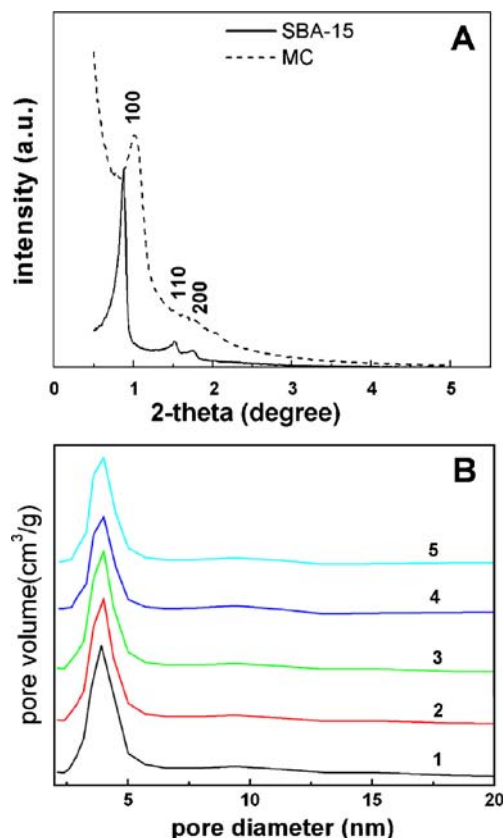 A
SBA-15
MC
100
110
200
intensity (a.u.)
0 1 2 3 4 5
2-theta (degree)
B
5
4
3
2
1
pore volume(cm³/g)
5 10 15 20
pore diameter (nm)